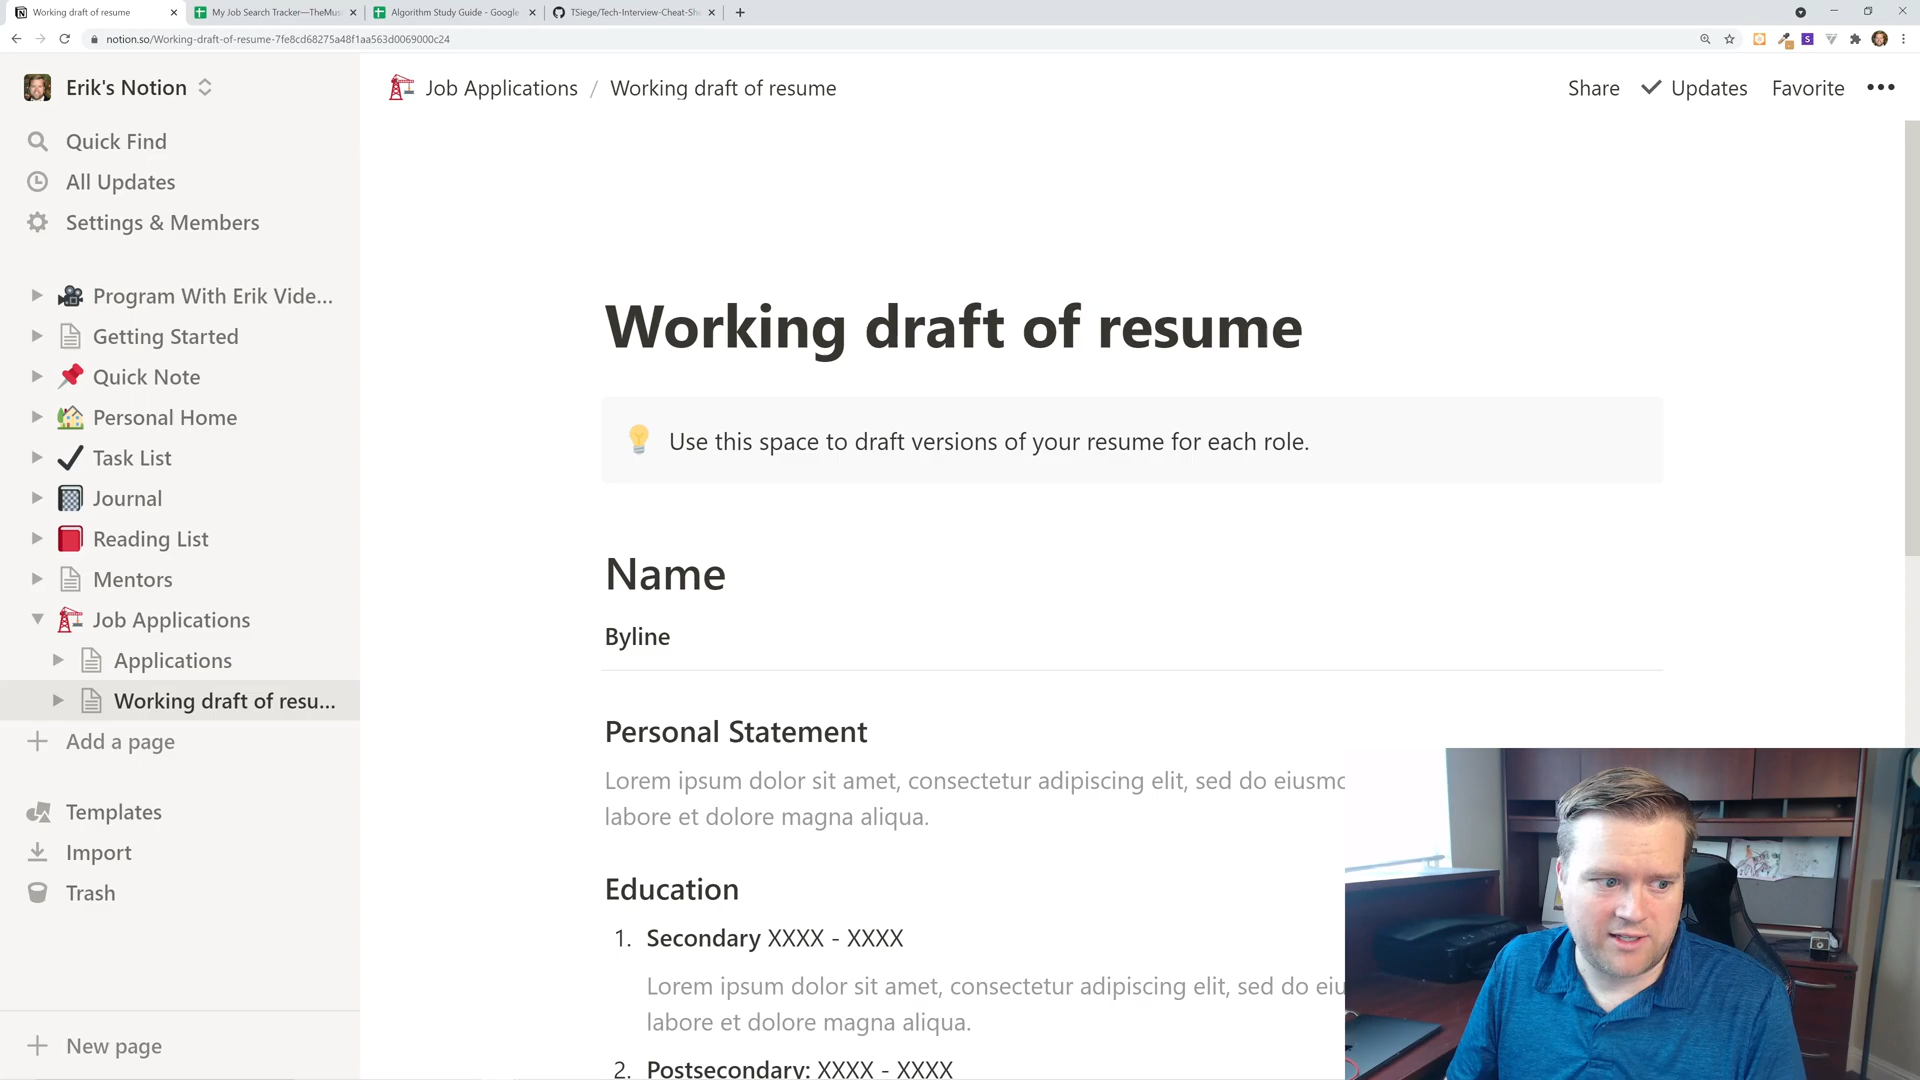 Working draft of resume
My Job Search Tracker—TheMus
Algorithm Study Guide - Google
TSiege/Tech-Interview-Cheat-She
notion.so/Working-draft-of-resume-7fe8cd68275a48f1aa563d0069000c24
Erik's Notion
Quick Find
All Updates
Settings & Members
Program With Erik Vide...
Getting Started
Quick Note
Personal Home
Task List
Journal
Reading List
Mentors
Job Applications
Applications
Working draft of resu...
Add a page
Templates
Import
Trash
New page
Job Applications / Working draft of resume
Share
Updates
Favorite
Working draft of resume
Use this space to draft versions of your resume for each role.
Name
Byline
Personal Statement
Lorem ipsum dolor sit amet, consectetur adipiscing elit, sed do eiusmo
labore et dolore magna aliqua.
Education
1. Secondary XXXX - XXXX
Lorem ipsum dolor sit amet, consectetur adipiscing elit, sed do eiu
labore et dolore magna aliqua.
2. Postsecondary: XXXX - XXXX